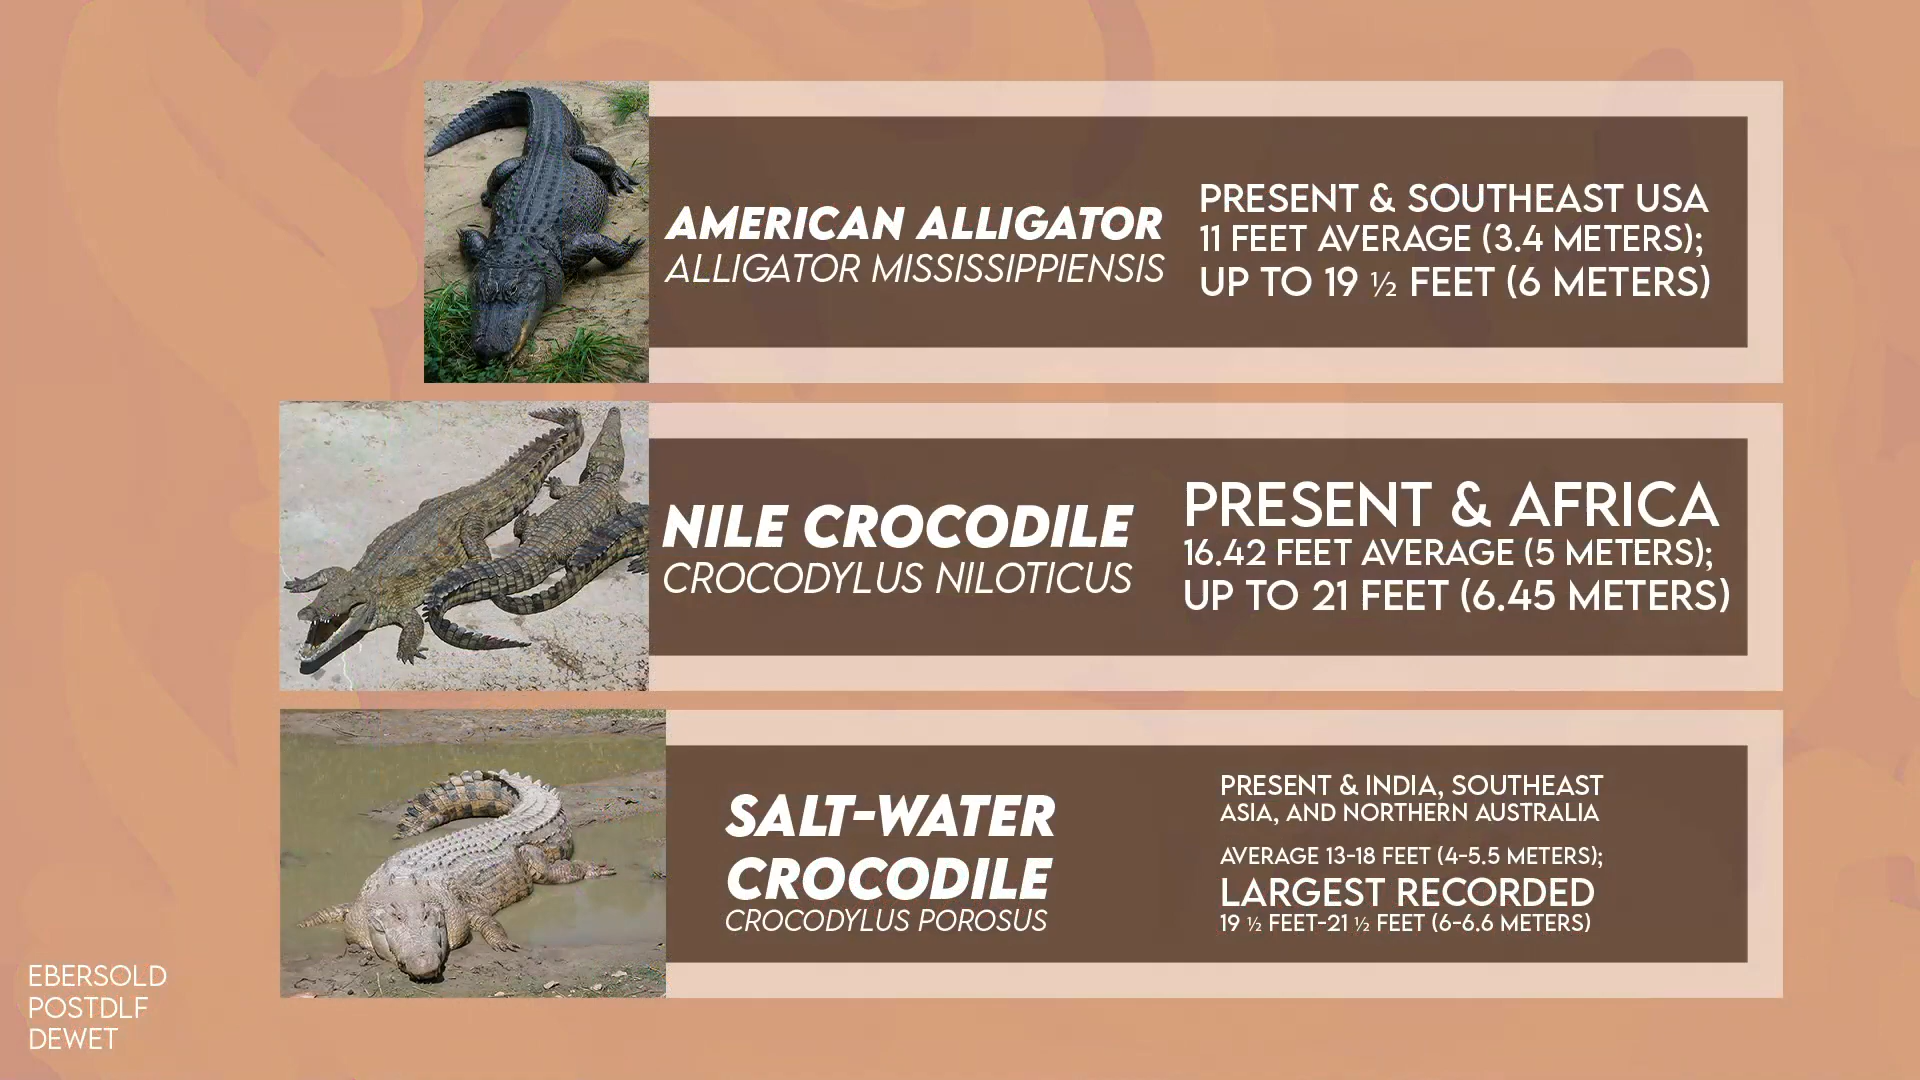 AMERICAN ALLIGATOR
ALLIGATOR MISSISSIPPIENSIS
PRESENT & SOUTHEAST USA
11 FEET AVERAGE (3.4 METERS);
UP TO 19 ½ FEET (6 METERS)
NILE CROCODILE
CROCODYLUS NILOTICUS
PRESENT & AFRICA
16.42 FEET AVERAGE (5 METERS);
UP TO 21 FEET (6.45 METERS)
SALT-WATER
CROCODILE
CROCODYLUS POROSUS
PRESENT & INDIA, SOUTHEAST
ASIA, AND NORTHERN AUSTRALIA
AVERAGE 13-18 FEET (4-5.5 METERS);
LARGEST RECORDED
19 ½ FEET-21 ½ FEET (6-6.6 METERS)
EBERSOLD
POSTDLF
DEWET